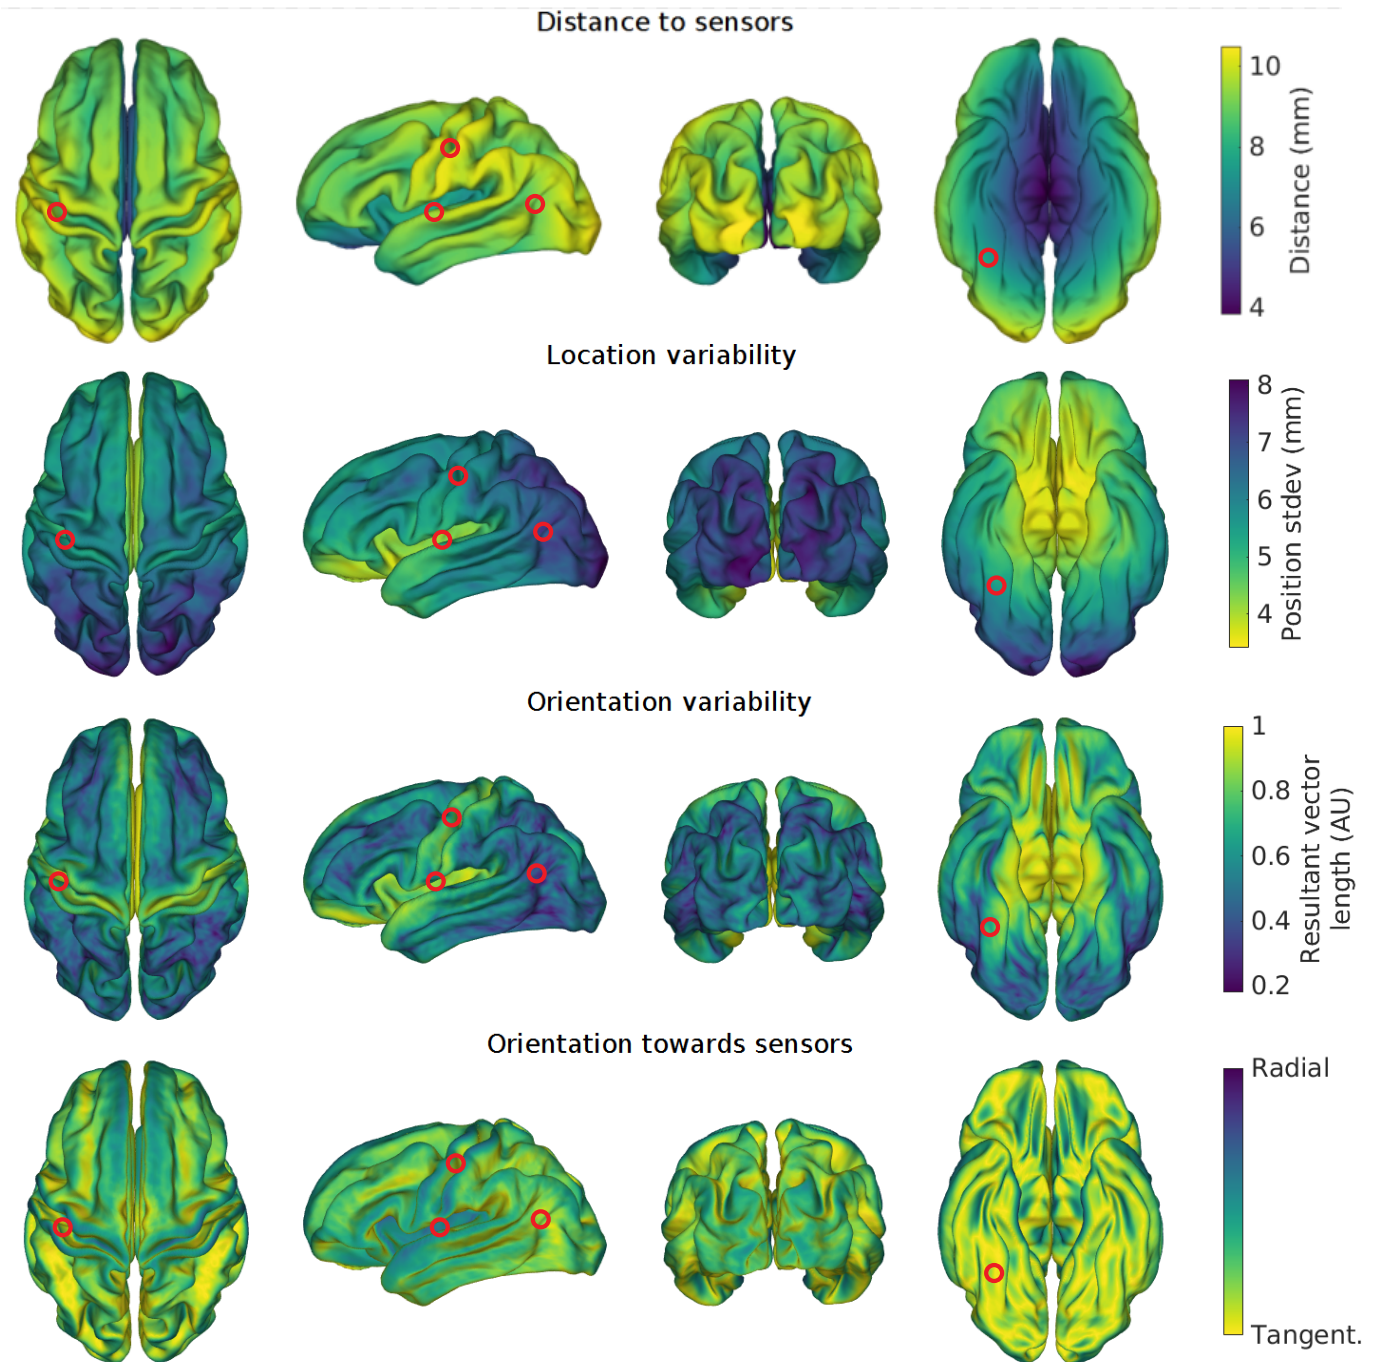 Distance to sensors
10
8
6
4
Distance (mm)
Location variability
8
7
6
5
4
Position stdev (mm)
Orientation variability
1
0.8
0.6
0.4
0.2
Resultant vector
length (AU)
Orientation towards sensors
Radial
Tangent.